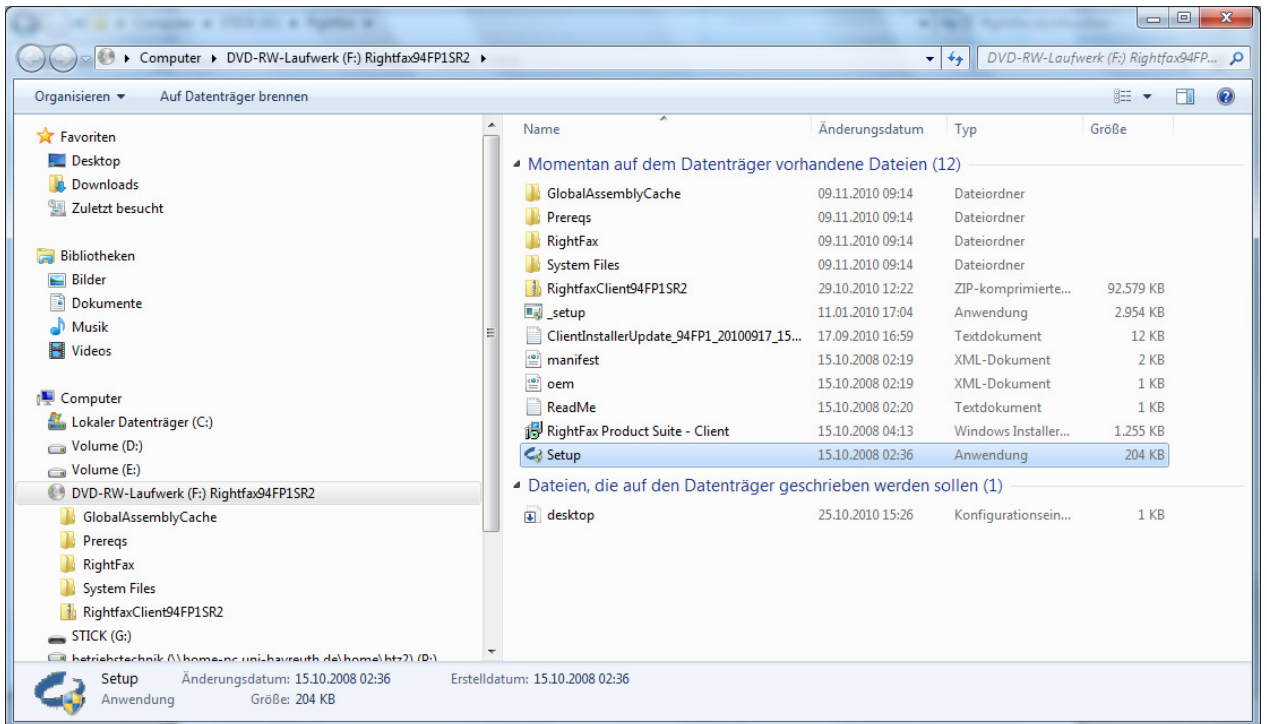 Computer ▸ DVD-RW-Laufwerk (F:) Rightfax94FP1SR2 ▸
DVD-RW-Laufwerk (F:) Rightfax94FP...
Organisieren Auf Datenträger brennen
Favoriten
Desktop
Downloads
Zuletzt besucht
Bibliotheken
Bilder
Dokumente
Musik
Videos
Computer
Lokaler Datenträger (C:)
Volume (D:)
Volume (E:)
DVD-RW-Laufwerk (F:) Rightfax94FP1SR2
GlobalAssemblyCache
Prereqs
RightFax
System Files
RightfaxClient94FP1SR2
STICK (G:)
betriebstechnik (\\home-nc.uni-bayreuth.de\home\btz2) (P:)
Name Änderungsdatum Typ Größe
Momentan auf dem Datenträger vorhandene Dateien (12)
GlobalAssemblyCache 09.11.2010 09:14 Dateiordner
Prereqs 09.11.2010 09:14 Dateiordner
RightFax 09.11.2010 09:14 Dateiordner
System Files 09.11.2010 09:14 Dateiordner
RightfaxClient94FP1SR2 29.10.2010 12:22 ZIP-komprimierte... 92.579 KB
_setup 11.01.2010 17:04 Anwendung 2.954 KB
ClientInstallerUpdate_94FP1_20100917_15... 17.09.2010 16:59 Textdokument 12 KB
manifest 15.10.2008 02:19 XML-Dokument 2 KB
oem 15.10.2008 02:19 XML-Dokument 1 KB
ReadMe 15.10.2008 02:20 Textdokument 1 KB
RightFax Product Suite - Client 15.10.2008 04:13 Windows Installer... 1.255 KB
Setup 15.10.2008 02:36 Anwendung 204 KB
Dateien, die auf den Datenträger geschrieben werden sollen (1)
desktop 25.10.2010 15:26 Konfigurationsein... 1 KB
Setup Änderungsdatum: 15.10.2008 02:36 Erstelldatum: 15.10.2008 02:36
Anwendung Größe: 204 KB